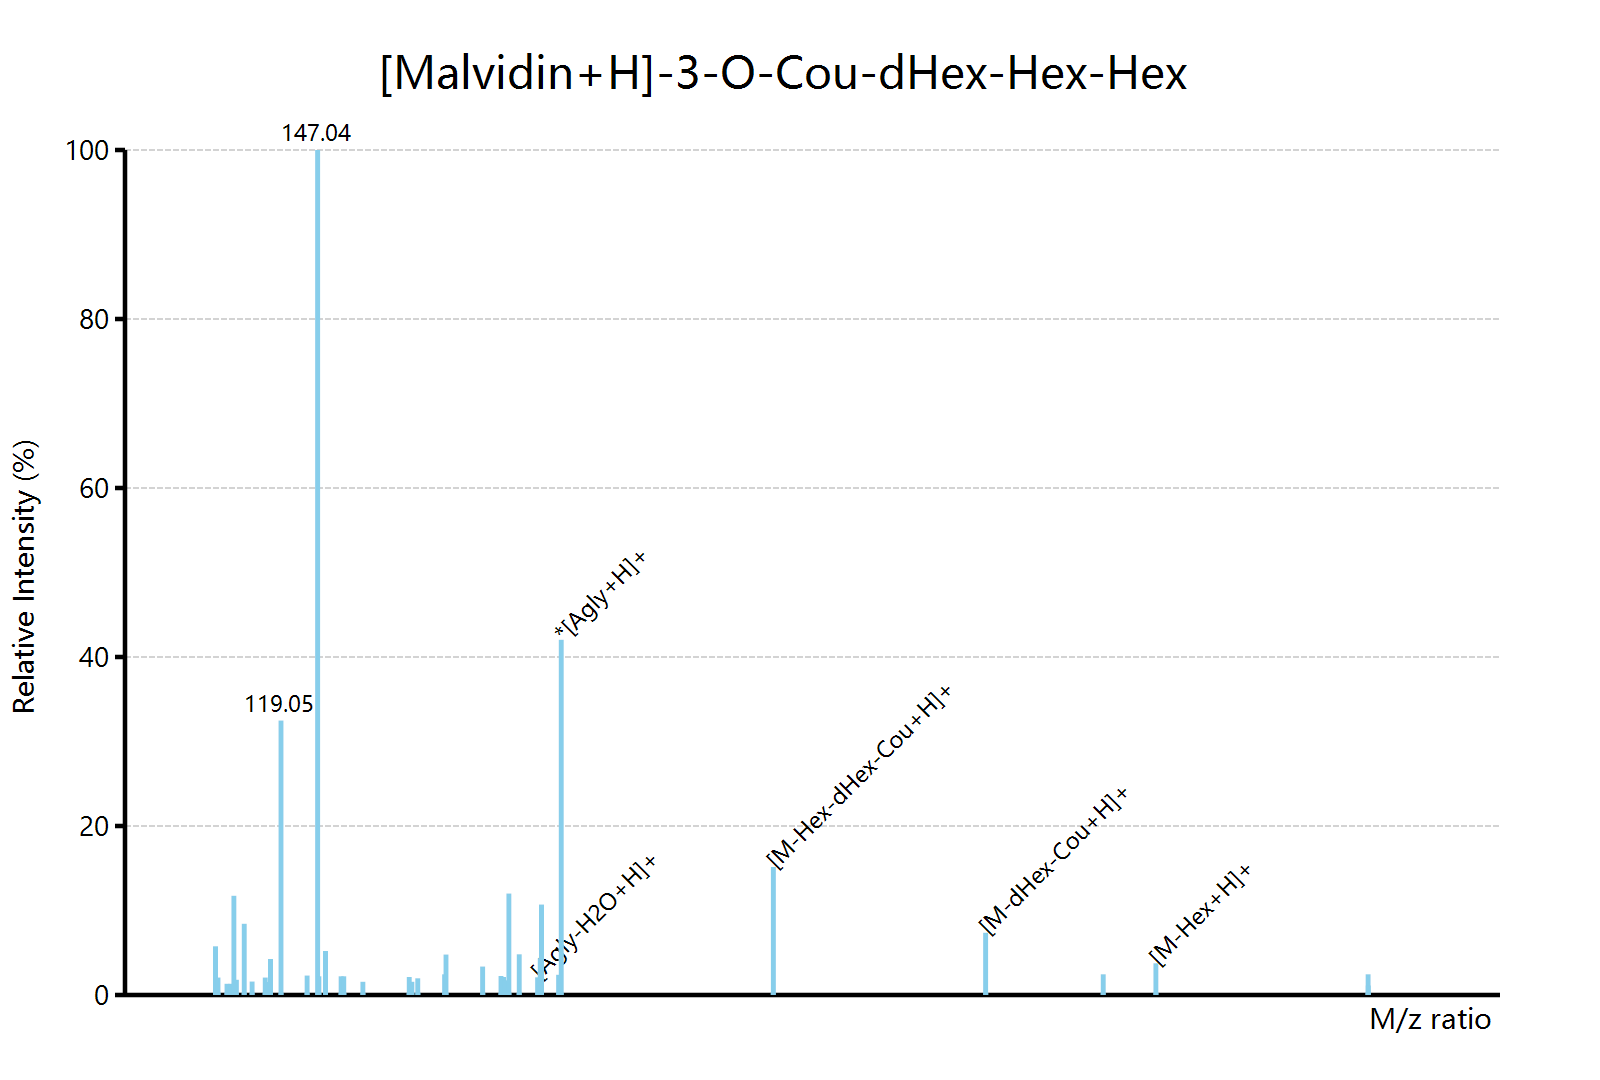 [Malvidin+H]-3-O-Cou-dHex-Hex-Hex
147.04
100
80
60
*[Agly+H]+
40
119.05
[M-Hex-dHex-Cou+H]+
20
[M-dHex-Cou+H]+
[Agly-H2O+H]+
[M-Hex+H]+
0
Relative Intensity (%)
M/z ratio